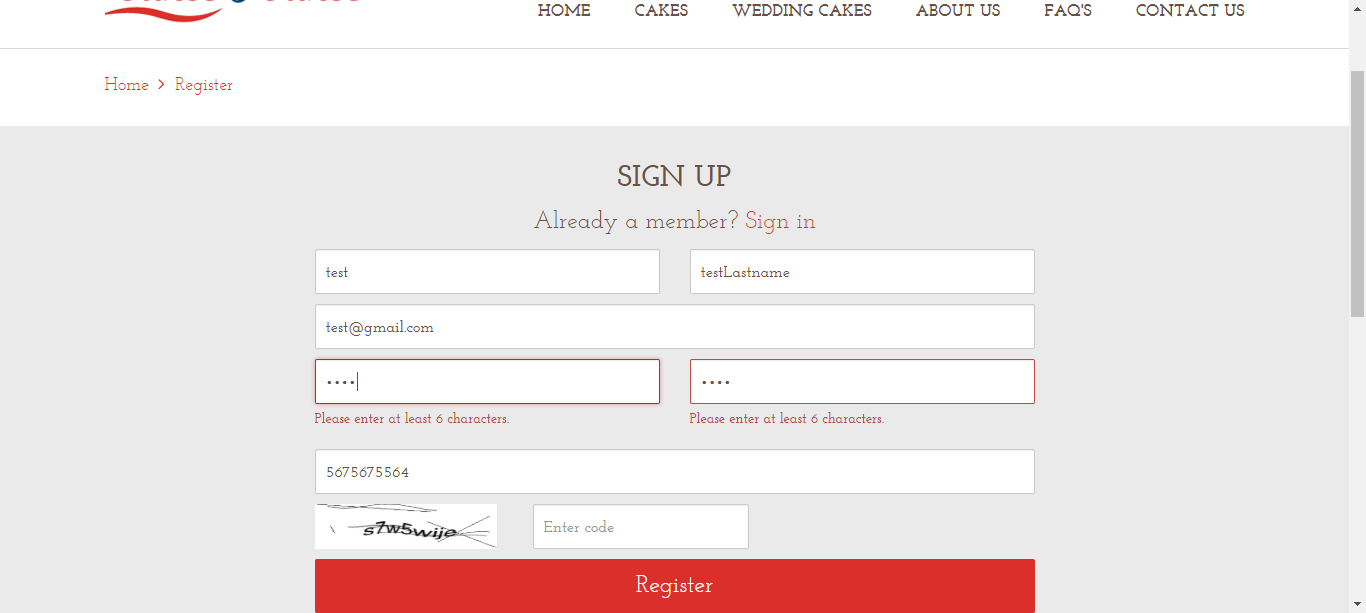 HOME CAKES WEDDING CAKES ABOUT US FAQ'S CONTACT US
Home > Register
SIGN UP
Already a member? Sign in
test testLastname
test@gmail.com
•••• ••••
Please enter at least 6 characters. Please enter at least 6 characters.
5675675564
s7w5wije Enter code
Register